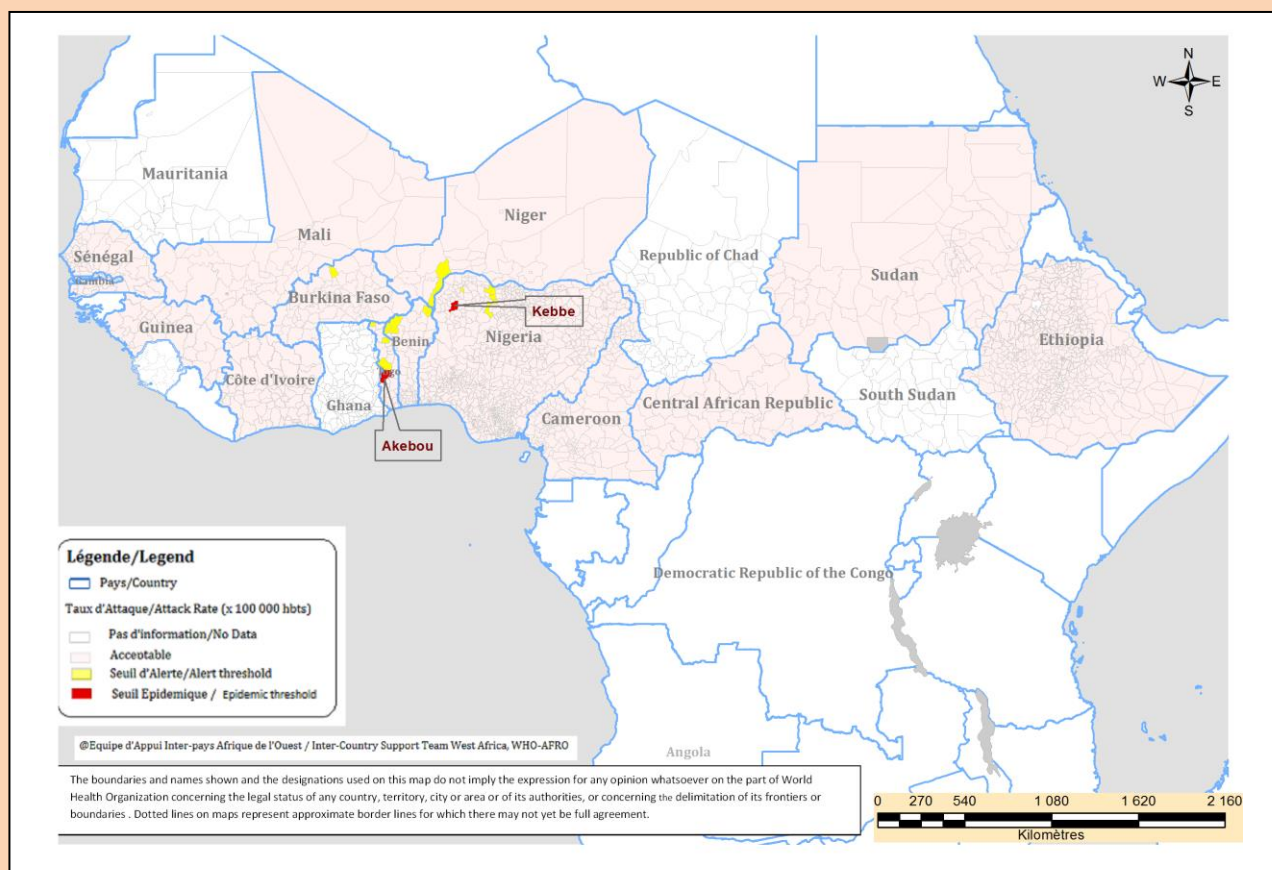 N
W E
S
Mauritania
Mali
Niger
Republic of Chad
Sudan
Sénégal
Gambia
Burkina Faso
Kebbe
Guinea
Benin
Nigeria
Ethiopia
Côte d'Ivoire
Ghana
Central African Republic
South Sudan
Cameroon
Akebou
Democratic Republic of the Congo
Angola
Légende/Legend
Pays/Country
Taux d'Attaque/Attack Rate (x 100 000 hbts)
Pas d'information/No Data
Acceptable
Seuil d'Alerte/Alert threshold
Seuil Epidemique / Epidemic threshold
@Equipe d'Appui Inter-pays Afrique de l'Ouest / Inter-Country Support Team West Africa, WHO-AFRO
The boundaries and names shown and the designations used on this map do not imply the expression for any opinion whatsoever on the part of World
Health Organization concerning the legal status of any country, territory, city or area or of its authorities, or concerning the delimitation of its frontiers or
boundaries . Dotted lines on maps represent approximate border lines for which there may not yet be full agreement.
0 270 540 1 080 1 620 2 160
Kilomètres